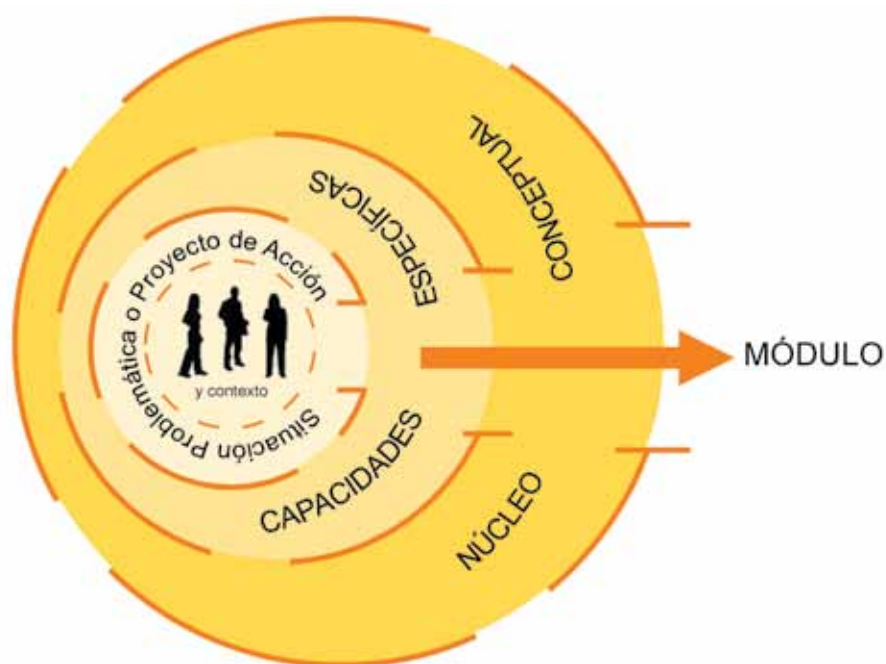 NÚCLEO CONCEPTUAL
CAPACIDADES ESPECÍFICAS
Situación Problemática o Proyecto de Acción
y contexto
MÓDULO